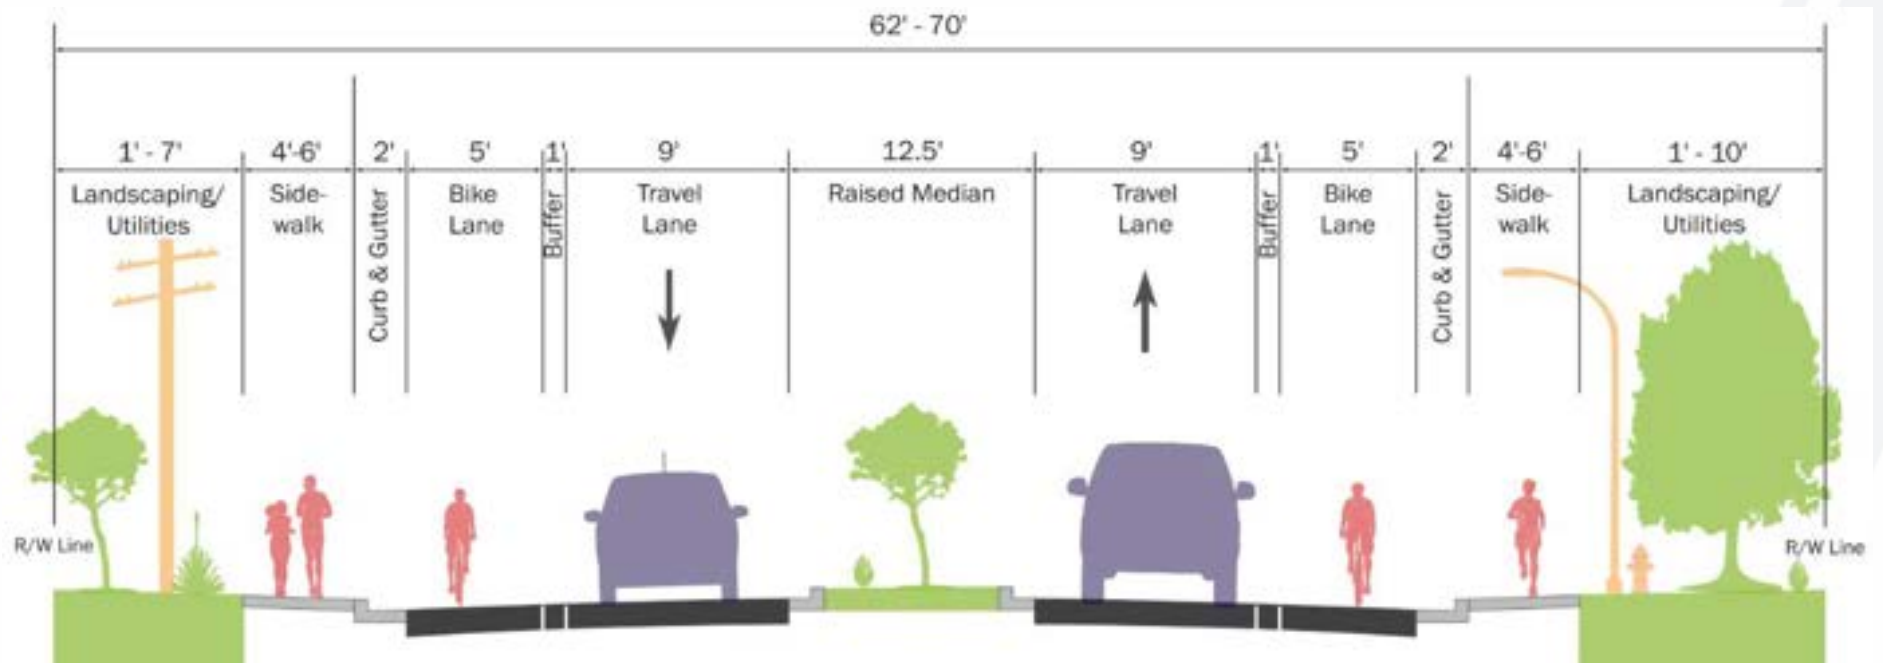 62' - 70'
1' - 7' 4'-6' 2' 5' 1' 9' 12.5' 9' 1' 5' 2' 4'-6' 1' - 10'
Landscaping/
Utilities
Side-
walk
Curb & Gutter
Bike
Lane
Buffer
Travel
Lane
Raised Median
Travel
Lane
Buffer
Bike
Lane
Curb & Gutter
Side-
walk
Landscaping/
Utilities
R/W Line
R/W Line